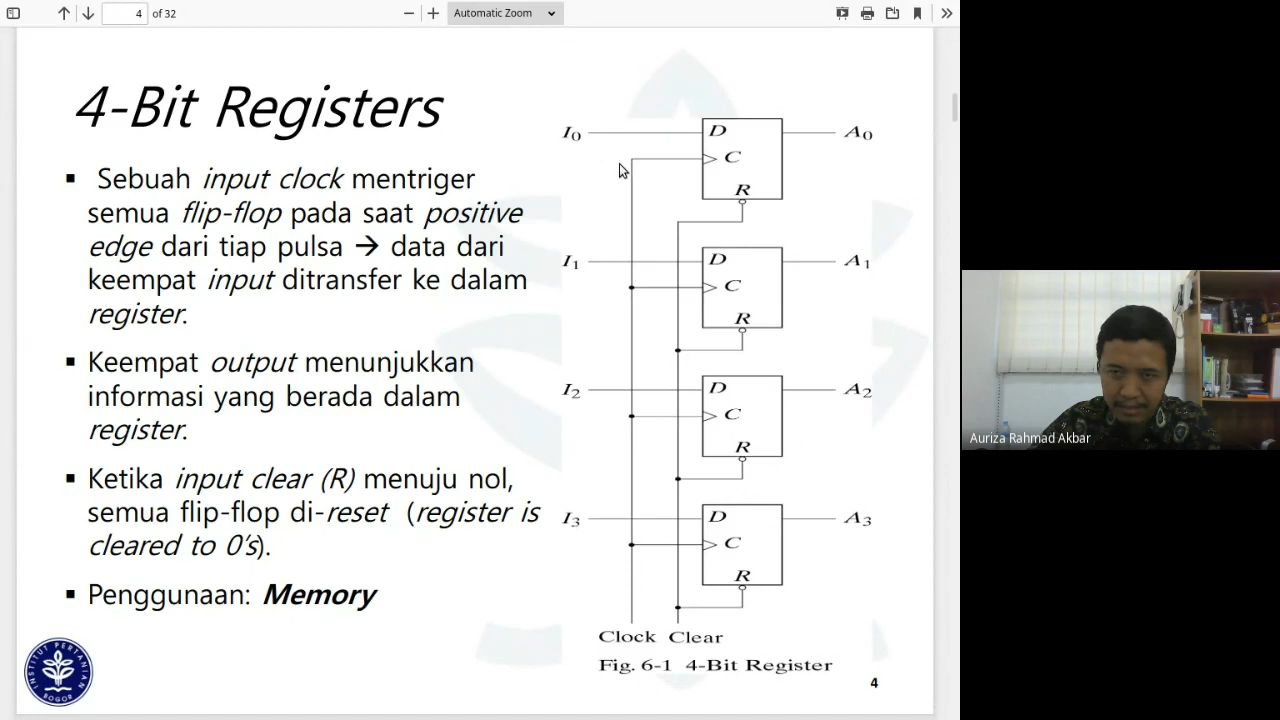 4 of 32
Automatic Zoom
4-Bit Registers
▪ Sebuah input clock mentriger
semua flip-flop pada saat positive
edge dari tiap pulsa → data dari
keempat input ditransfer ke dalam
register.
▪ Keempat output menunjukkan
informasi yang berada dalam
register.
▪ Ketika input clear (R) menuju nol,
semua flip-flop di-reset (register is
cleared to 0's).
▪ Penggunaan: Memory
I0 D A0
C
R
I1 D A1
C
R
I2 D A2
C
R
I3 D A3
C
R
Clock Clear
Fig. 6-1 4-Bit Register
4
INSTITUT PERTANIAN
BOGOR
Auriza Rahmad Akbar